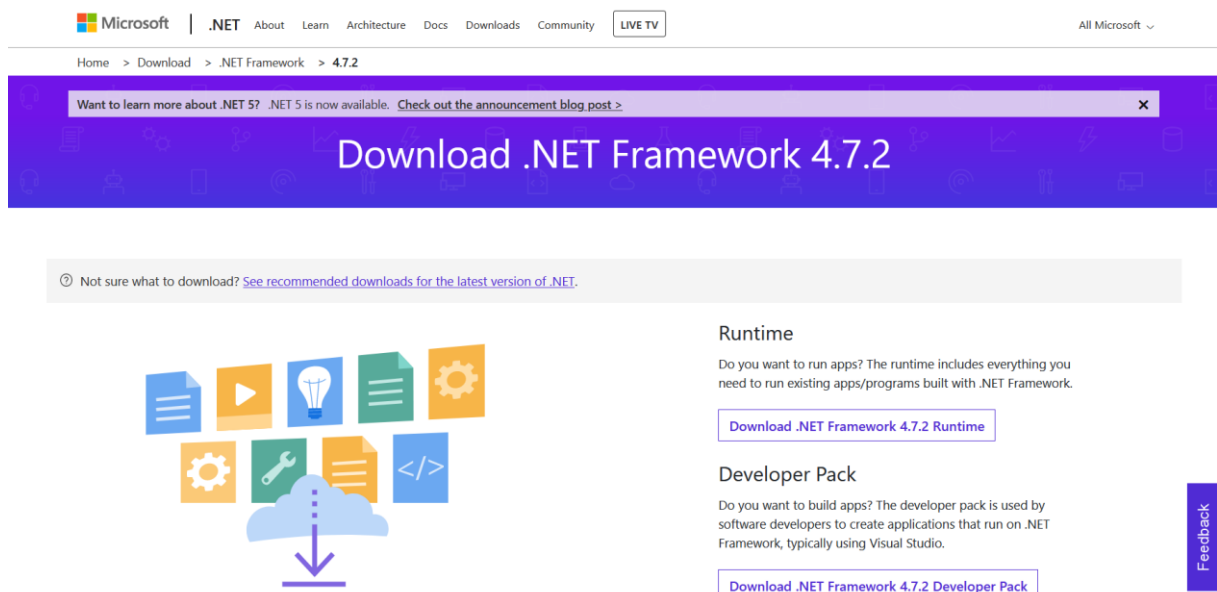 Microsoft | .NET About Learn Architecture Docs Downloads Community LIVE TV All Microsoft
Home > Download > .NET Framework > 4.7.2
Want to learn more about .NET 5? .NET 5 is now available. Check out the announcement blog post > ×
Download .NET Framework 4.7.2
Not sure what to download? See recommended downloads for the latest version of .NET.
Runtime
Do you want to run apps? The runtime includes everything you
need to run existing apps/programs built with .NET Framework.
Download .NET Framework 4.7.2 Runtime
Developer Pack
Do you want to build apps? The developer pack is used by
software developers to create applications that run on .NET
Framework, typically using Visual Studio.
Download .NET Framework 4.7.2 Developer Pack
</>
Feedback